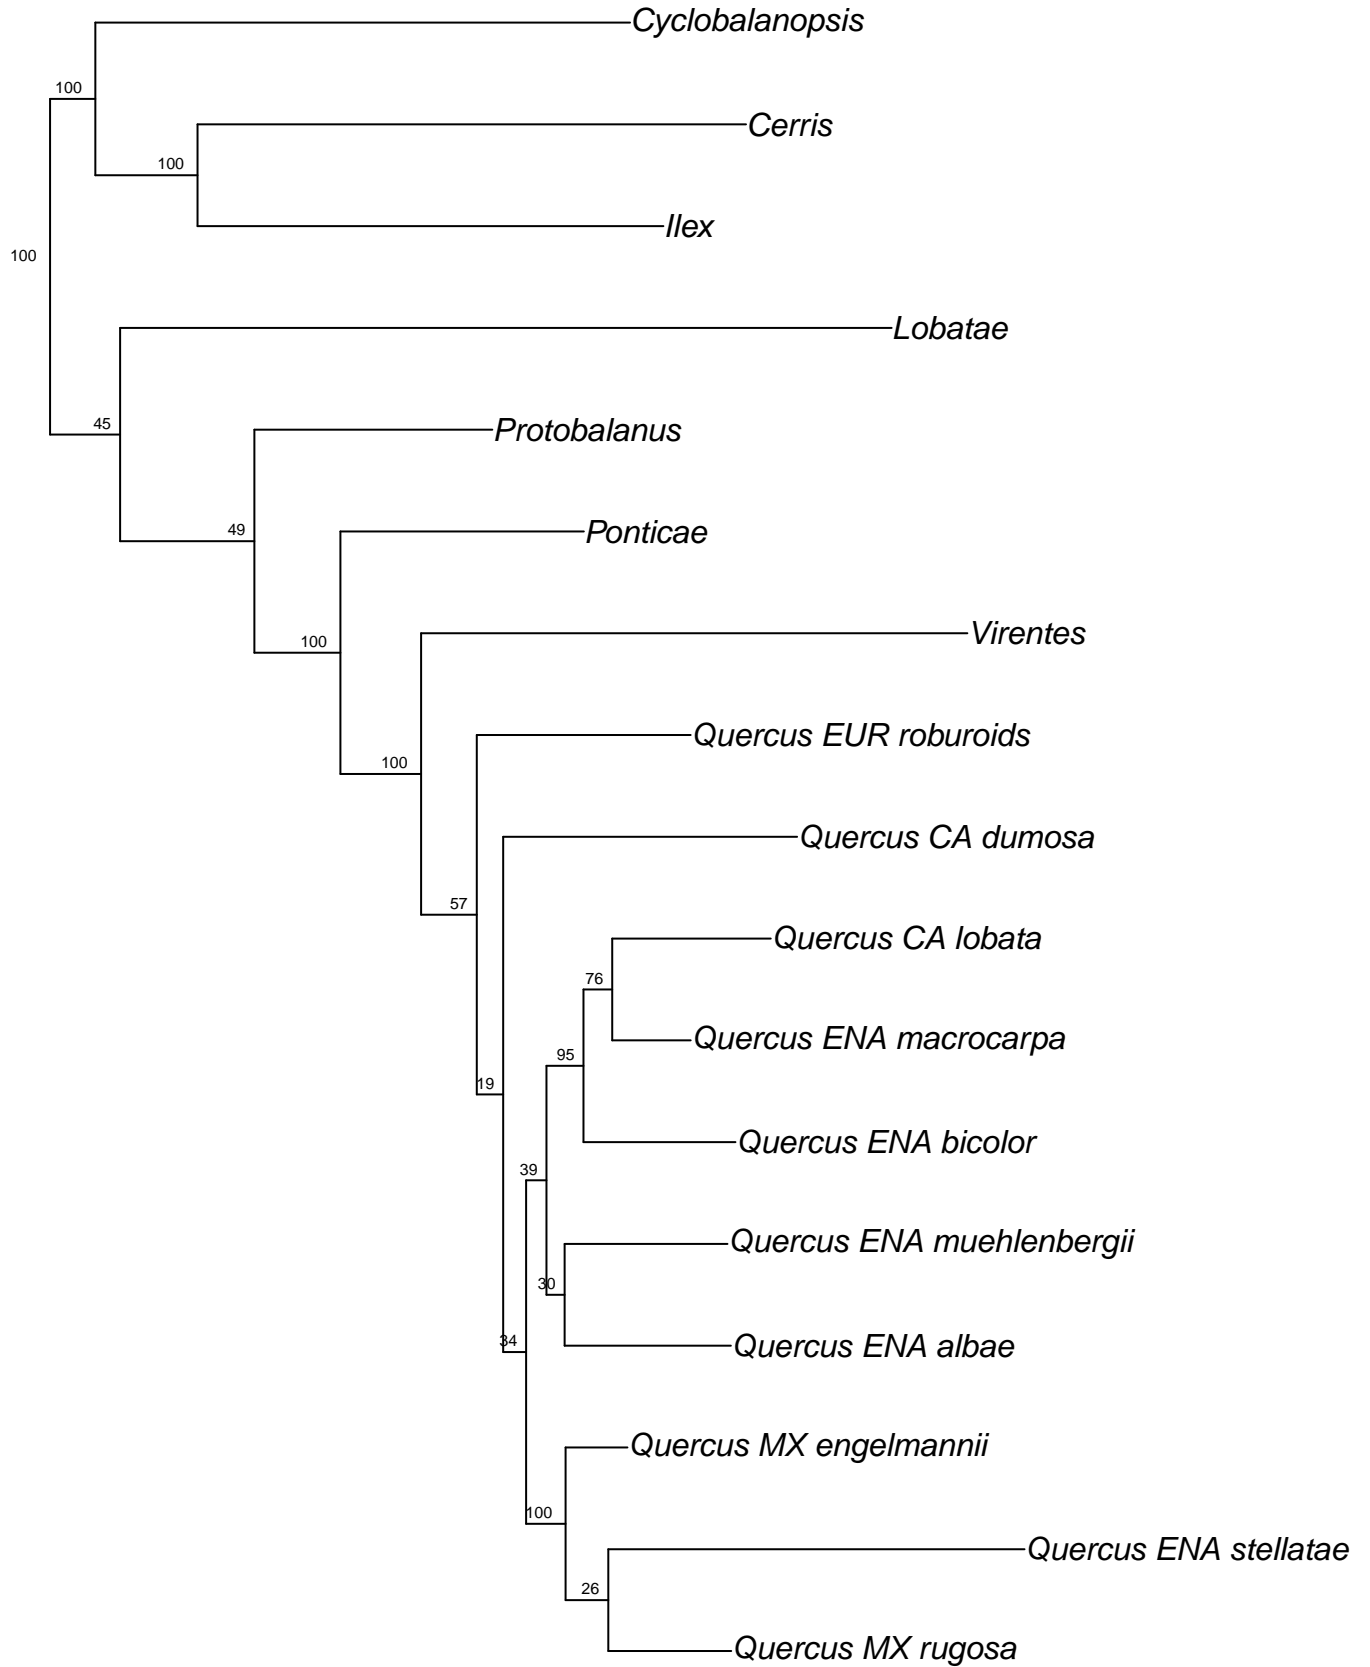 Cyclobalanopsis
100
Cerris
100
Ilex
100
Lobatae
45
Protobalanus
49
Ponticae
100
Virentes
Quercus EUR roburoids
100
Quercus CA dumosa
57
Quercus CA lobata
76
Quercus ENA macrocarpa
95
19
Quercus ENA bicolor
39
Quercus ENA muehlenbergii
30
34
Quercus ENA albae
Quercus MX engelmannii
100
Quercus ENA stellatae
26
Quercus MX rugosa